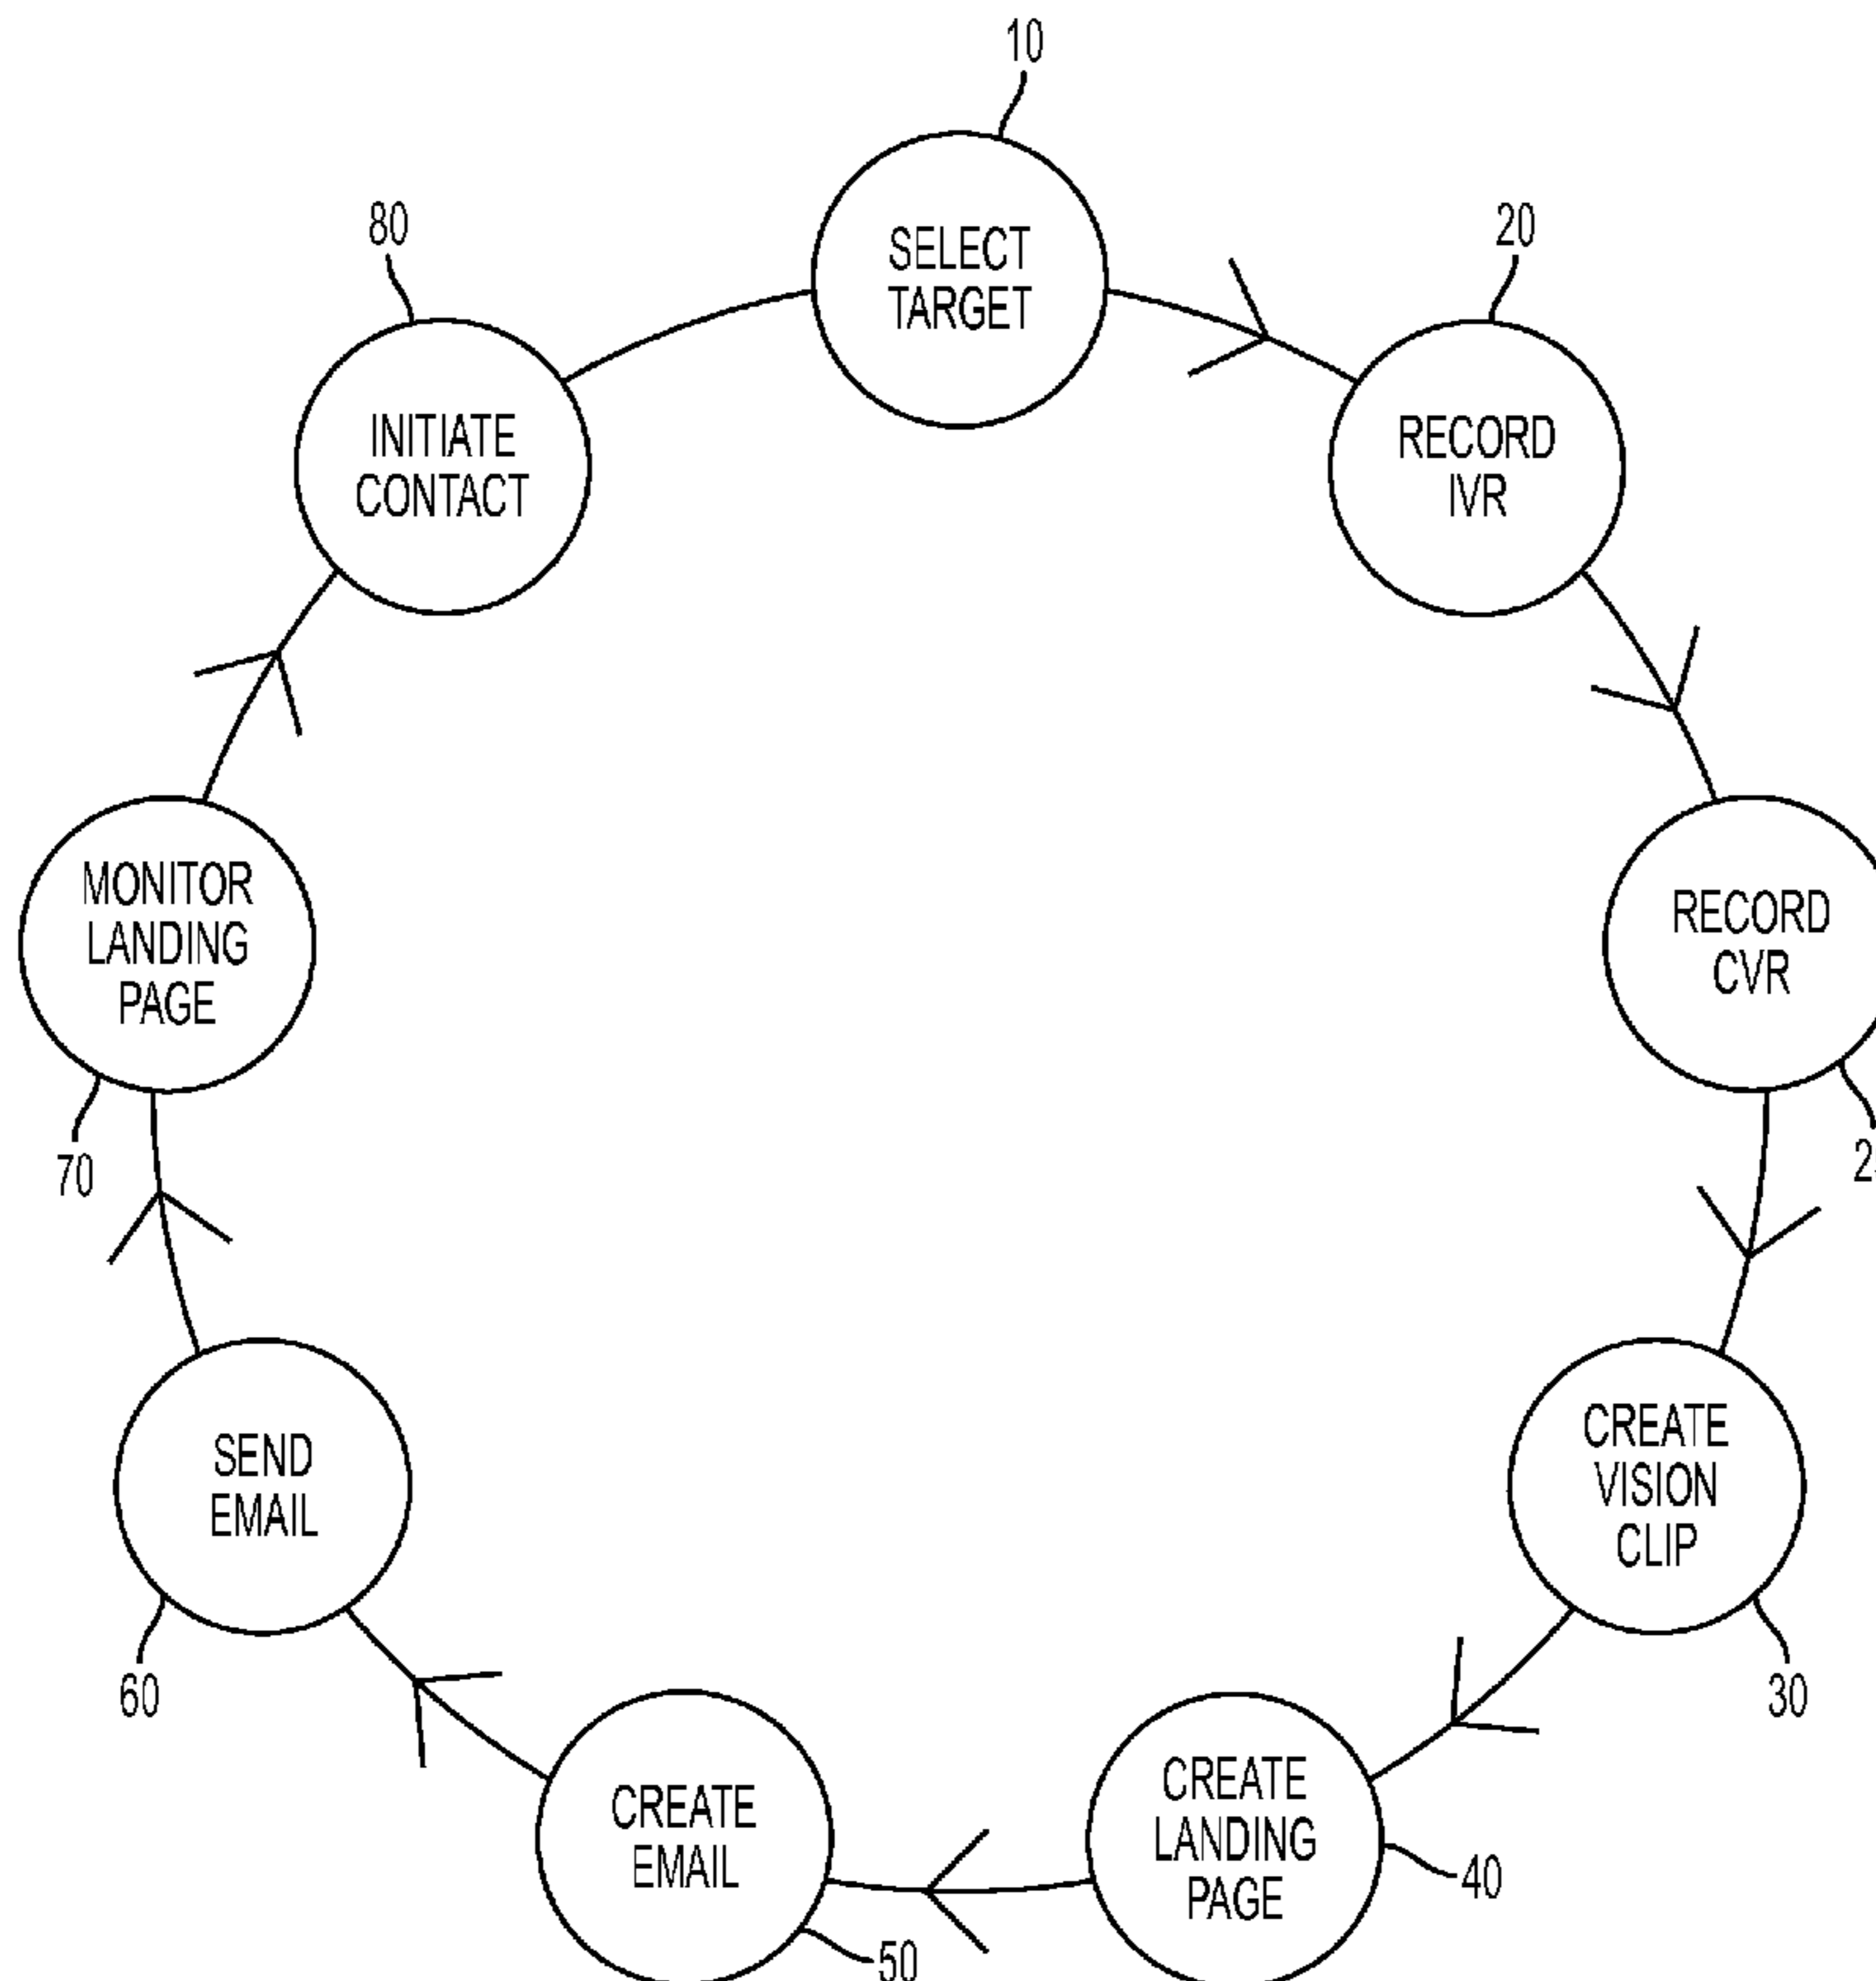 10
SELECT
TARGET
20
RECORD
IVR
RECORD
CVR
CREATE
VISION
CLIP
30
CREATE
LANDING
PAGE
40
CREATE
EMAIL
50
SEND
EMAIL
60
MONITOR
LANDING
PAGE
70
80
INITIATE
CONTACT